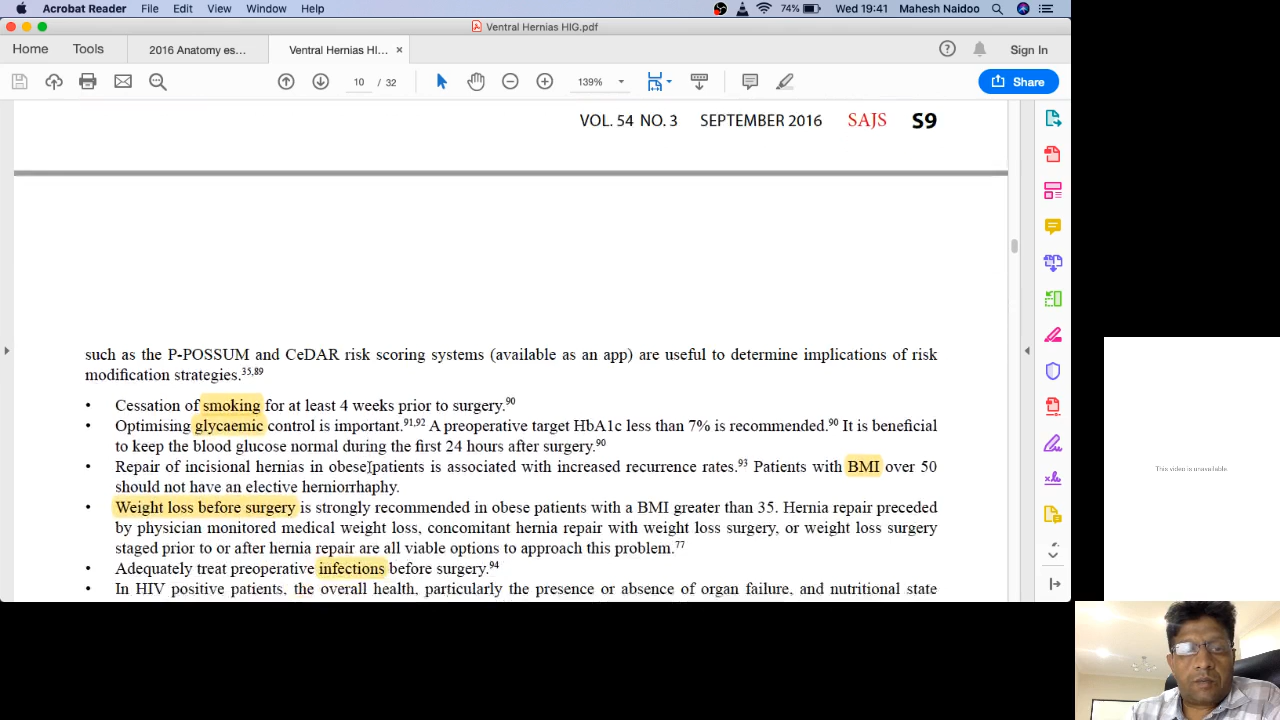 Acrobat Reader File Edit View Window Help 74% Wed 19:41 Mahesh Naidoo
Ventral Hernias HIG.pdf
Home Tools 2016 Anatomy es... Ventral Hernias HI... × Sign In
10 / 32 139% Share
VOL. 54 NO. 3 SEPTEMBER 2016 SAJS S9
such as the P-POSSUM and CeDAR risk scoring systems (available as an app) are useful to determine implications of risk
modification strategies.35,89
• Cessation of smoking for at least 4 weeks prior to surgery.90
• Optimising glycaemic control is important.91,92 A preoperative target HbA1c less than 7% is recommended.90 It is beneficial
to keep the blood glucose normal during the first 24 hours after surgery.90
• Repair of incisional hernias in obese patients is associated with increased recurrence rates.93 Patients with BMI over 50
should not have an elective herniorrhaphy.
• Weight loss before surgery is strongly recommended in obese patients with a BMI greater than 35. Hernia repair preceded
by physician monitored medical weight loss, concomitant hernia repair with weight loss surgery, or weight loss surgery
staged prior to or after hernia repair are all viable options to approach this problem.77
• Adequately treat preoperative infections before surgery.94
• In HIV positive patients, the overall health, particularly the presence or absence of organ failure, and nutritional state
This video is unavailable